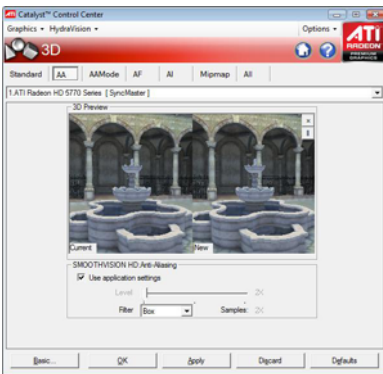 ATI Catalyst™ Control Center
Graphics HydraVision Options
3D
ATI
RADEON
PREMIUM
GRAPHICS
Standard AA AAMode AF AI Mipmap All
1.ATI Radeon HD 5770 Series [ SyncMaster ]
3D Preview
Current New
SMOOTHVISION HD:Anti-Aliasing
Use application settings
Level 2X
Filter Box Samples: 2X
Basic... OK Apply Discard Defaults